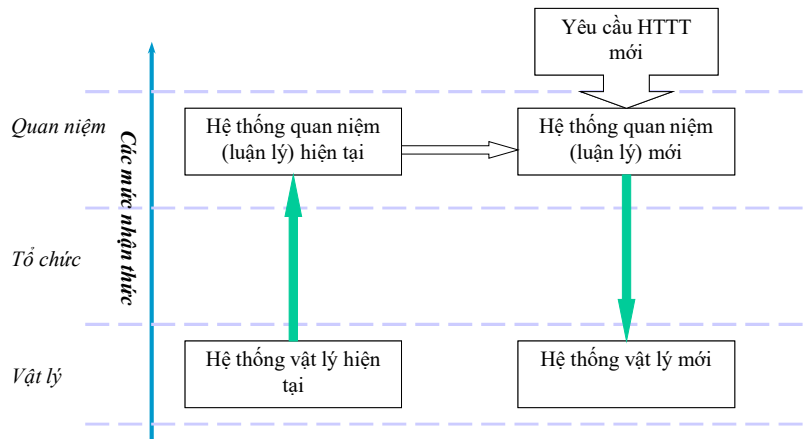 Yêu cầu HTTT
mới
Quan niệm
Hệ thống quan niệm
(luận lý) hiện tại
Hệ thống quan niệm
(luận lý) mới
Các mức nhận thức
Tổ chức
Vật lý
Hệ thống vật lý hiện
tại
Hệ thống vật lý mới